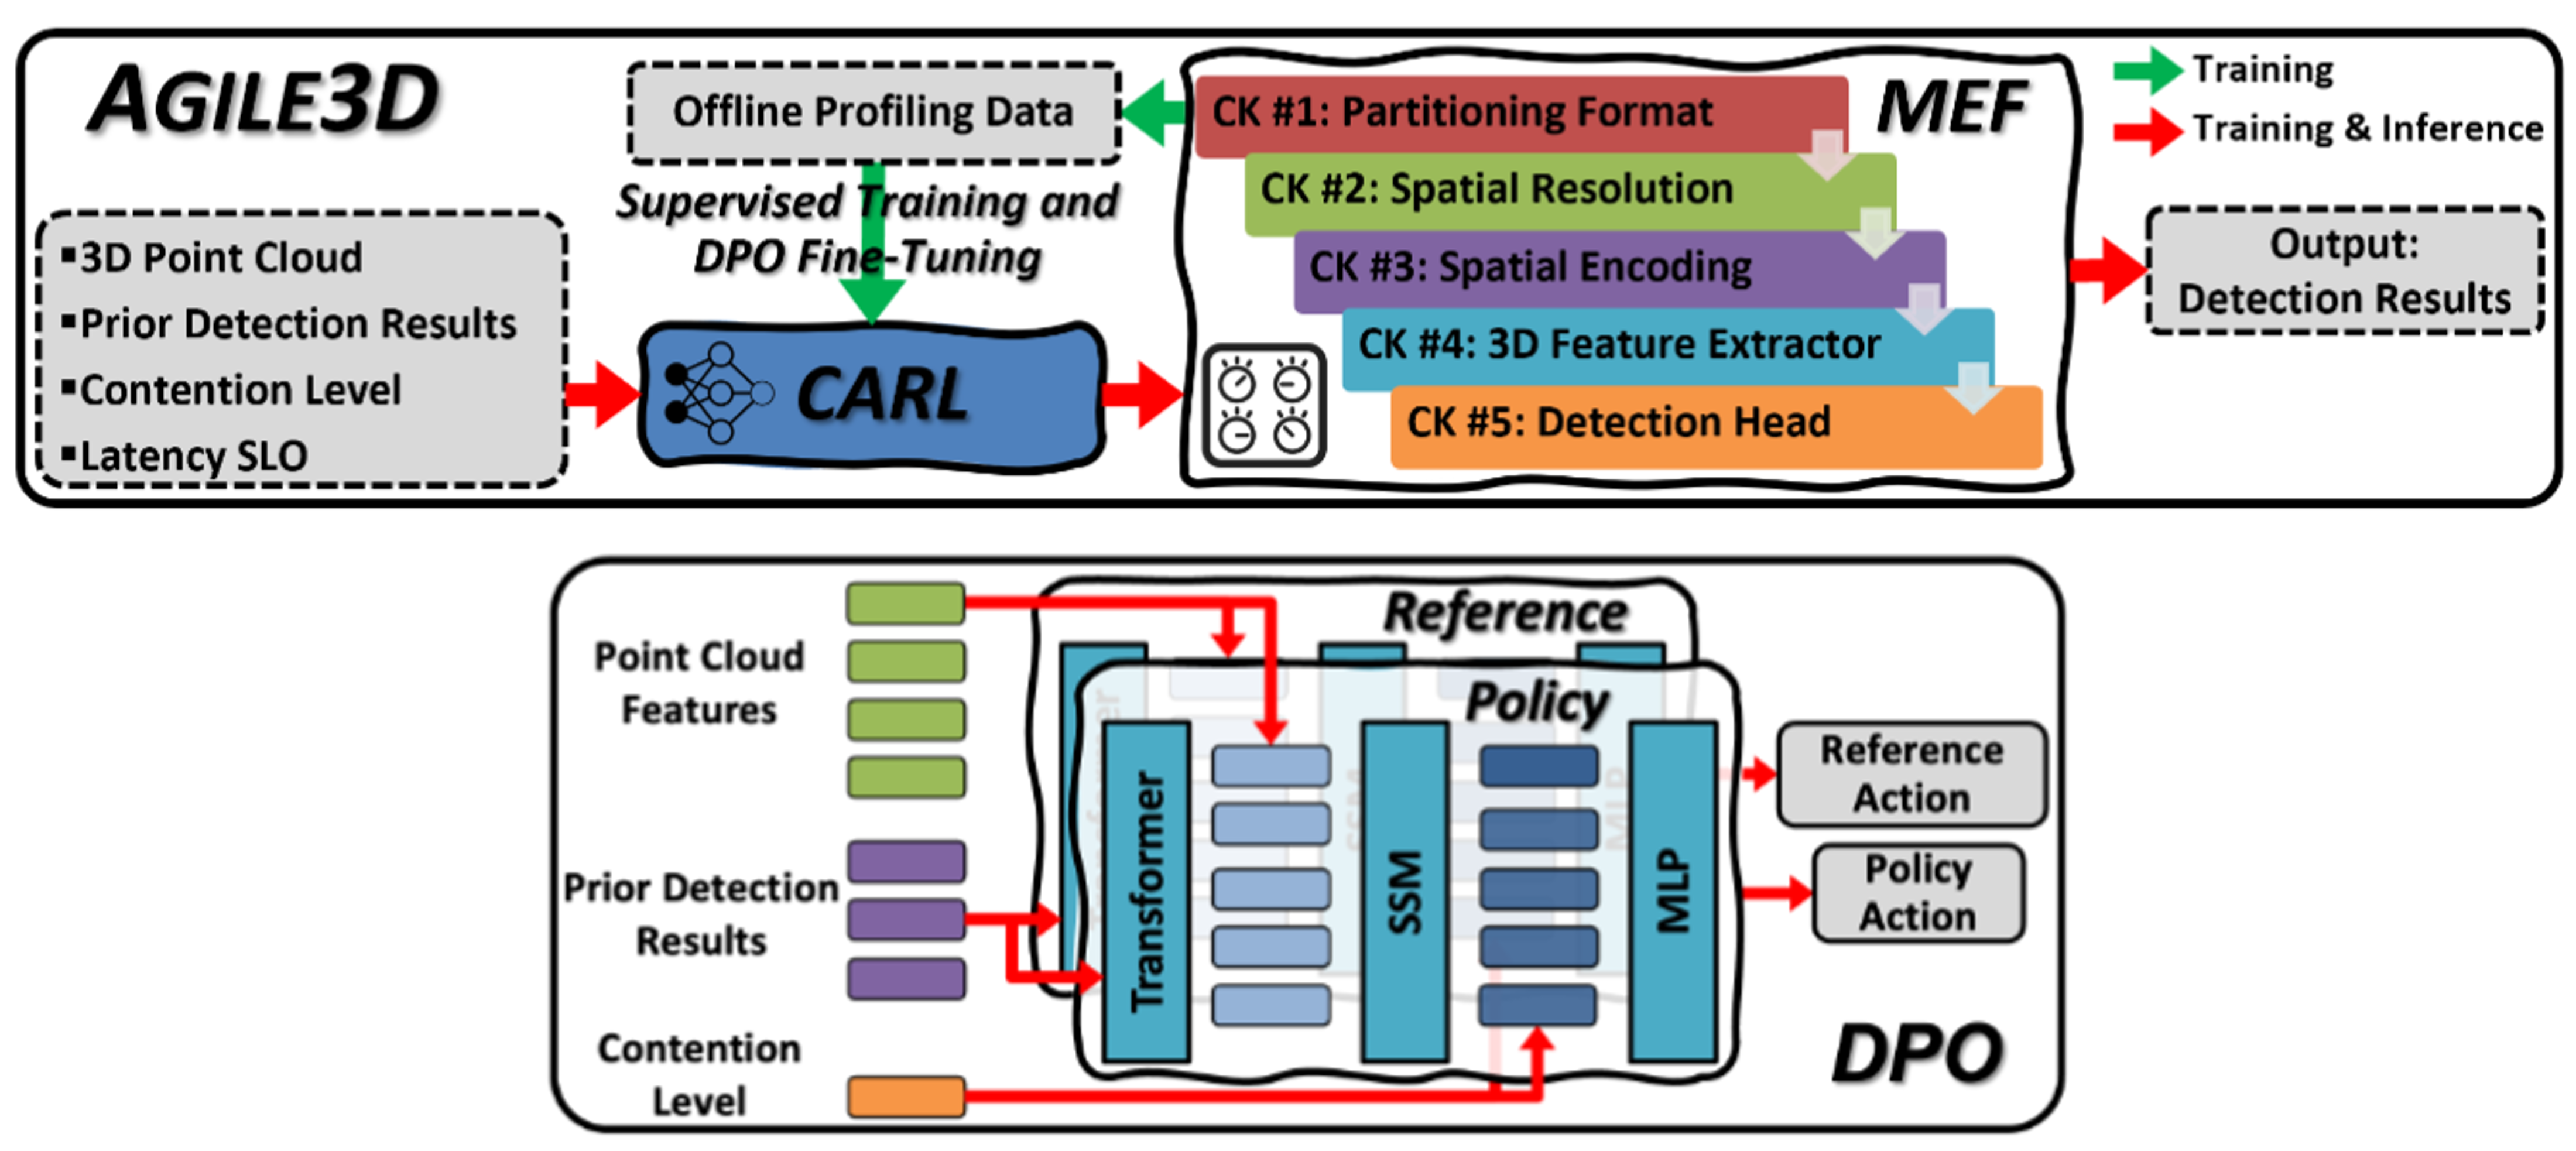 AGILE3D
Offline Profiling Data
CK #1: Partitioning Format
MEF
Training
Training & Inference
CK #2: Spatial Resolution
Supervised Training and
DPO Fine-Tuning
▪3D Point Cloud
▪Prior Detection Results
▪Contention Level
▪Latency SLO
CARL
CK #3: Spatial Encoding
CK #4: 3D Feature Extractor
CK #5: Detection Head
Output:
Detection Results
Point Cloud
Features
Prior Detection
Results
Contention
Level
Reference
Transformer
SSM
MLP
Policy
Transformer
SSM
MLP
Reference
Action
Policy
Action
DPO